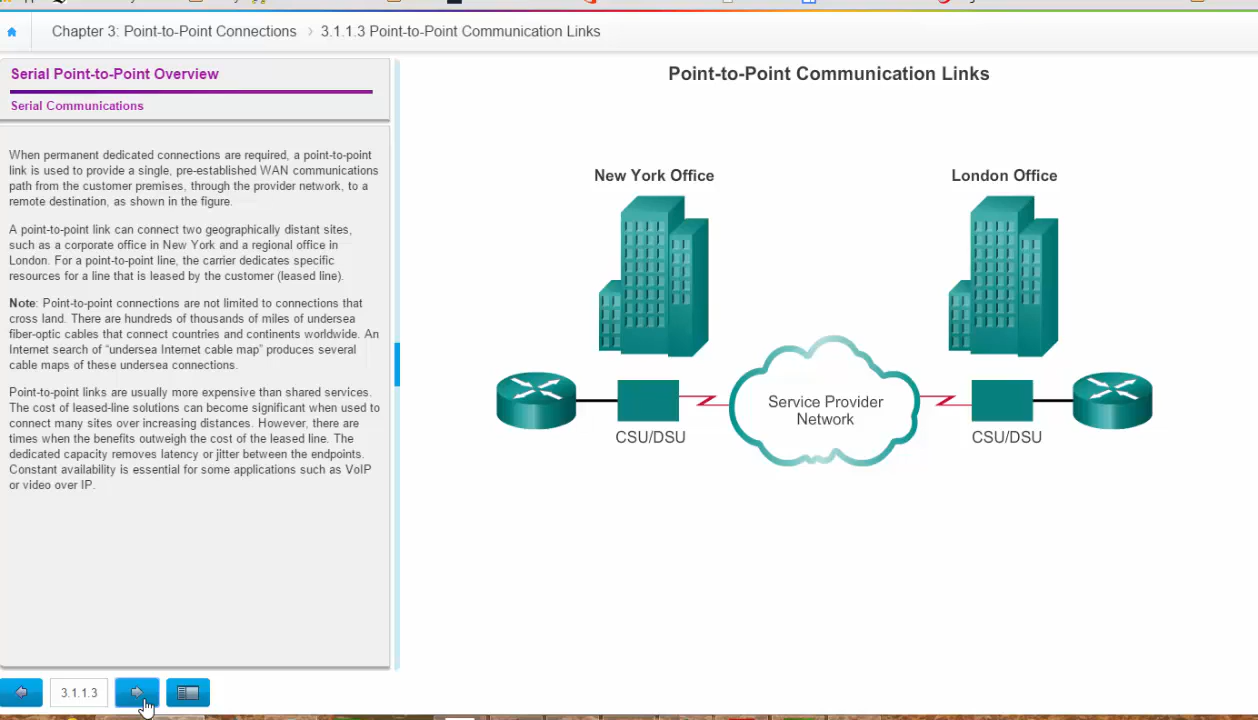 Chapter 3: Point-to-Point Connections › 3.1.1.3 Point-to-Point Communication Links
Serial Point-to-Point Overview
Serial Communications
When permanent dedicated connections are required, a point-to-point
link is used to provide a single, pre-established WAN communications
path from the customer premises, through the provider network, to a
remote destination, as shown in the figure.
A point-to-point link can connect two geographically distant sites,
such as a corporate office in New York and a regional office in
London. For a point-to-point line, the carrier dedicates specific
resources for a line that is leased by the customer (leased line).
Note: Point-to-point connections are not limited to connections that
cross land. There are hundreds of thousands of miles of undersea
fiber-optic cables that connect countries and continents worldwide. An
Internet search of “undersea Internet cable map” produces several
cable maps of these undersea connections.
Point-to-point links are usually more expensive than shared services.
The cost of leased-line solutions can become significant when used to
connect many sites over increasing distances. However, there are
times when the benefits outweigh the cost of the leased line. The
dedicated capacity removes latency or jitter between the endpoints.
Constant availability is essential for some applications such as VoIP
or video over IP.
3.1.1.3
Point-to-Point Communication Links
New York Office
London Office
Service Provider
Network
CSU/DSU
CSU/DSU